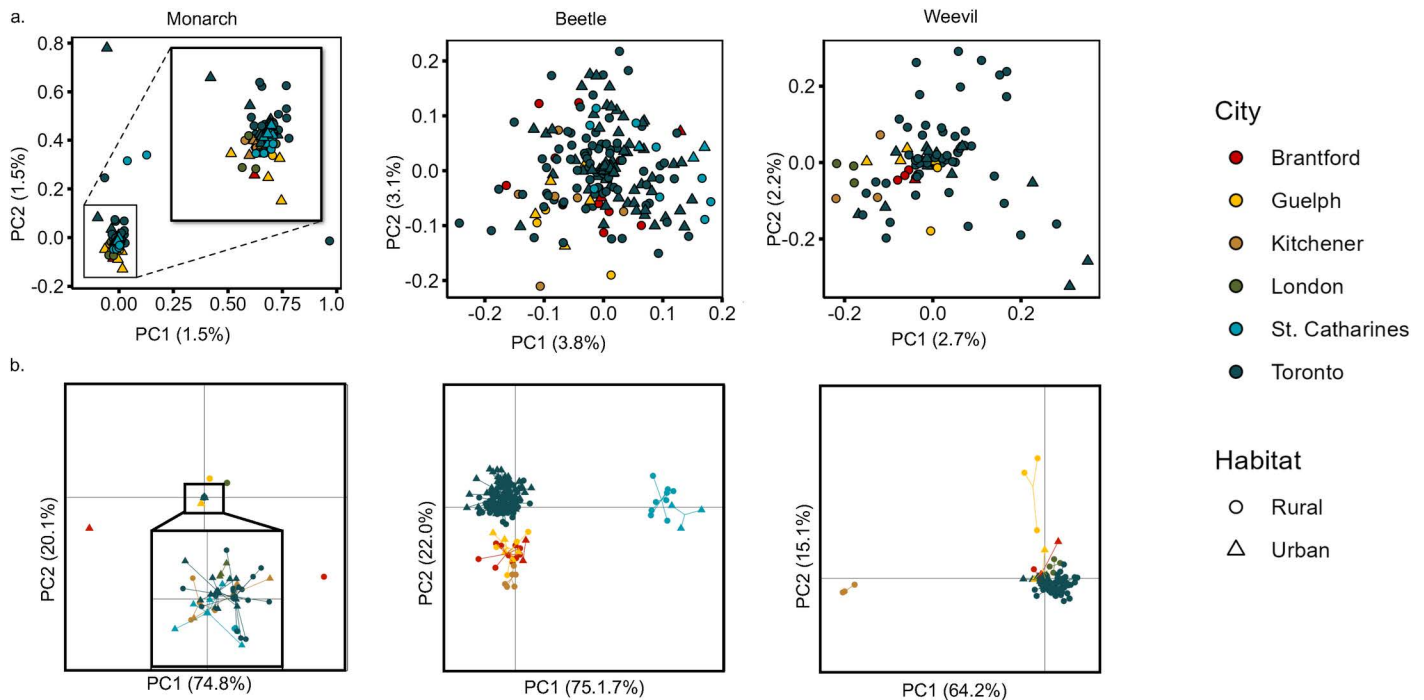 a.
Monarch
Beetle
Weevil
0.8
0.6
0.4
0.2
0.0
-0.2
PC2 (1.5%)
0.00
0.25
0.50
0.75
1.0
PC1 (1.5%)
0.2
0.1
0.0
-0.1
-0.2
PC2 (3.1%)
-0.2
-0.1
0.0
0.1
0.2
PC1 (3.8%)
0.2
0.0
-0.2
PC2 (2.2%)
-0.2
0.0
0.2
PC1 (2.7%)
b.
PC2 (20.1%)
PC1 (74.8%)
PC2 (22.0%)
PC1 (75.1.7%)
PC2 (15.1%)
PC1 (64.2%)
City
Brantford
Guelph
Kitchener
London
St. Catharines
Toronto
Habitat
Rural
Urban